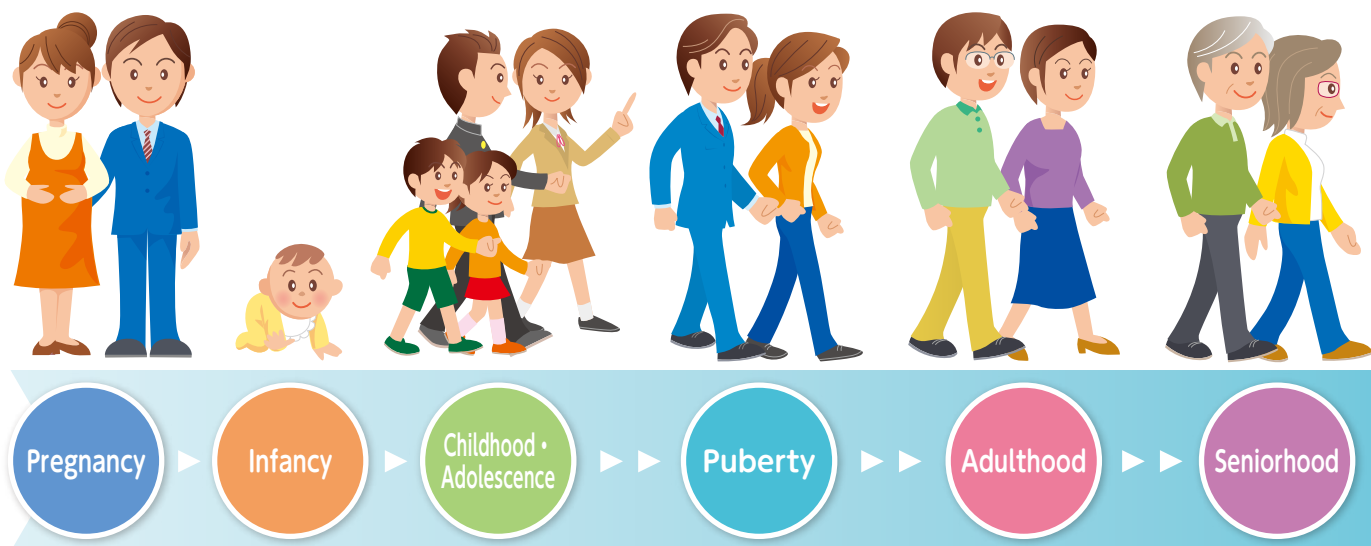 Pregnancy
Infancy
Childhood・
Adolescence
Puberty
Adulthood
Seniorhood